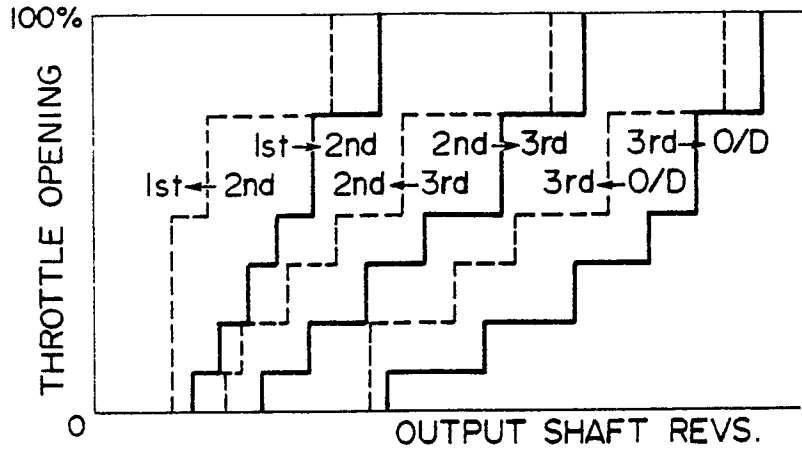 100%
THROTTLE OPENING
1st→2nd
2nd→3rd
3rd→O/D
1st←2nd
2nd←3rd
3rd←O/D
0
OUTPUT SHAFT REVS.